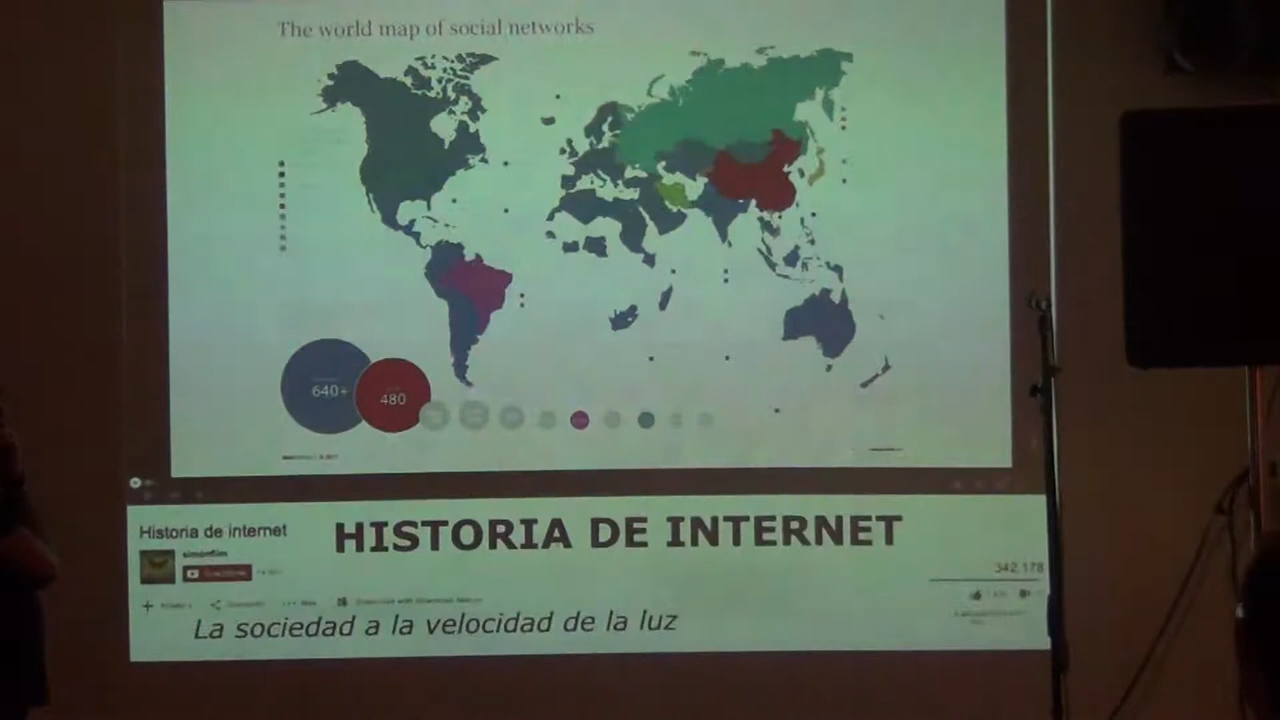 The world map of social networks
640+
480
Historia de internet
HISTORIA DE INTERNET
simonfilm
342.178
La sociedad a la velocidad de la luz